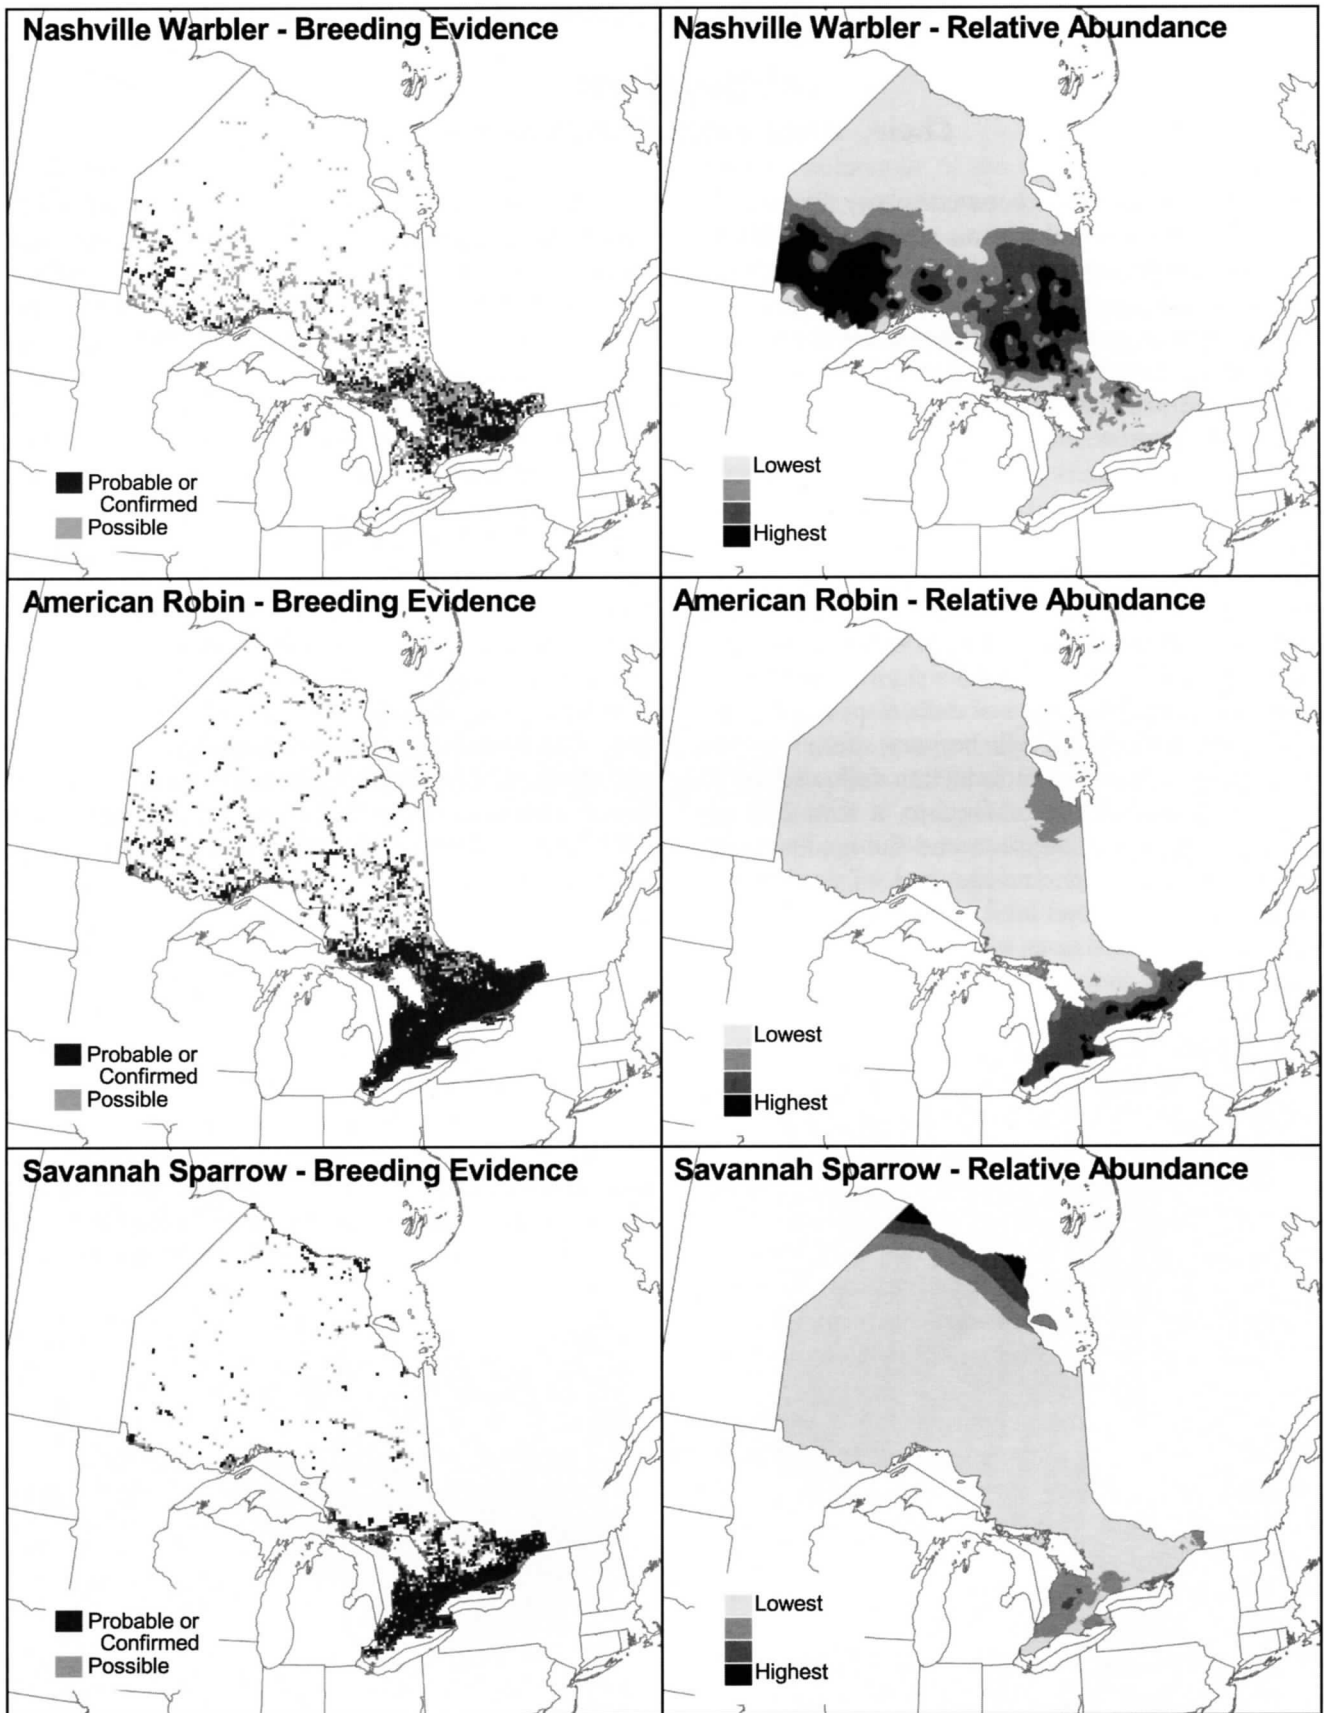 Nashville Warbler - Breeding Evidence
Nashville Warbler - Relative Abundance
Probable or
Confirmed
Possible
Lowest
Highest
American Robin - Breeding Evidence
American Robin - Relative Abundance
Probable or
Confirmed
Possible
Lowest
Highest
Savannah Sparrow - Breeding Evidence
Savannah Sparrow - Relative Abundance
Probable or
Confirmed
Possible
Lowest
Highest